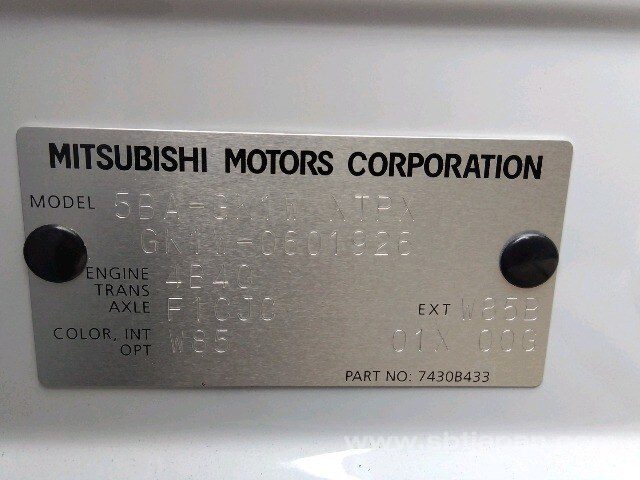 MITSUBISHI MOTORS CORPORATION
MODEL 5BA-GK1W XTPX
GK1W-0601926
ENGINE 4B40
TRANS
AXLE F1CJC EXT W85B
COLOR, INT W85 01X 00G
OPT
PART NO: 7430B433